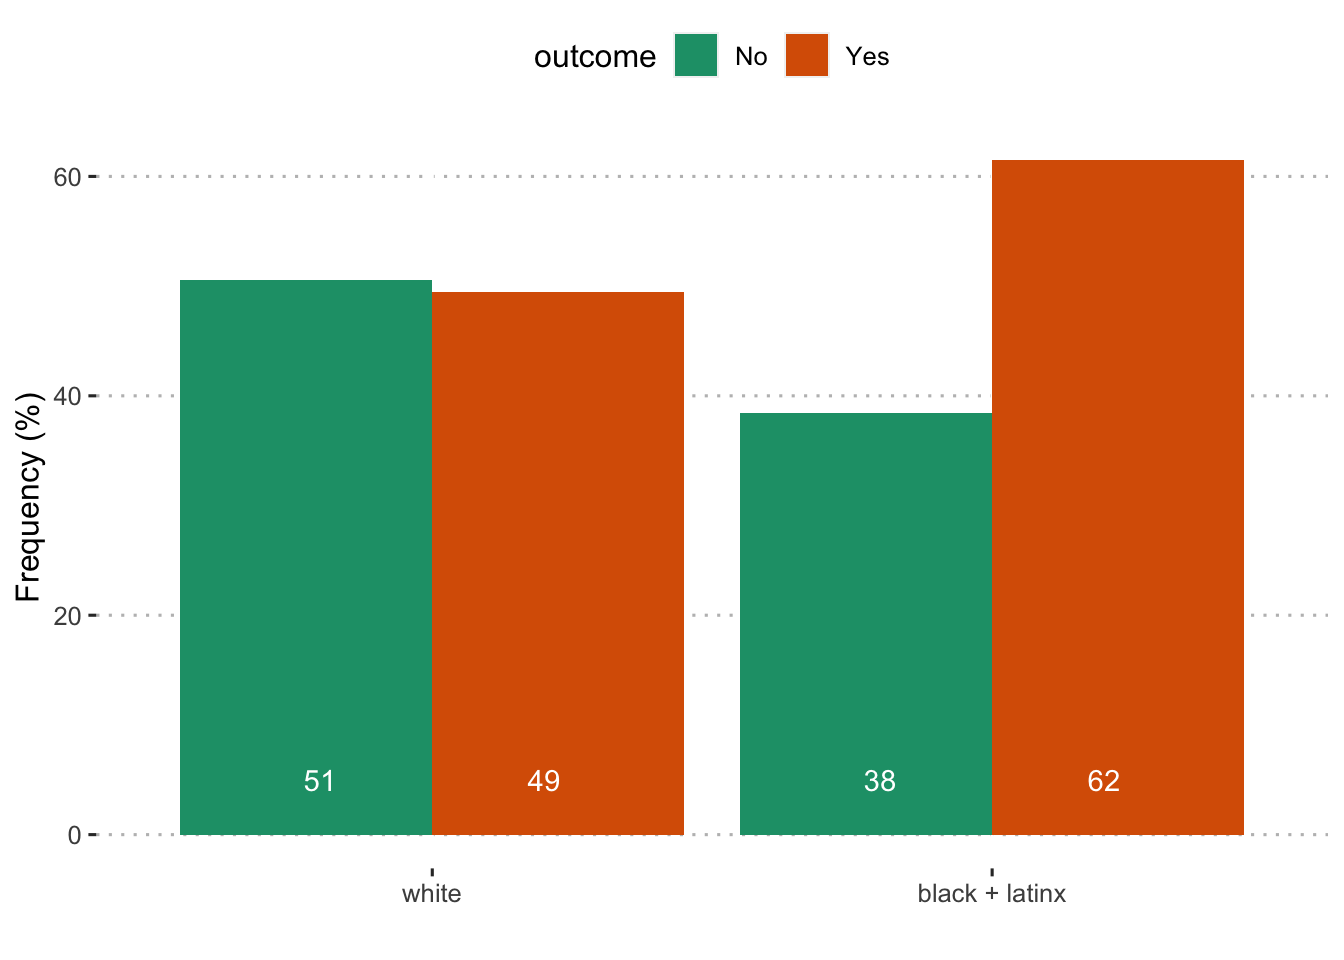 outcome No Yes
60
40
20
0
Frequency (%)
51 49 38 62
white black + latinx